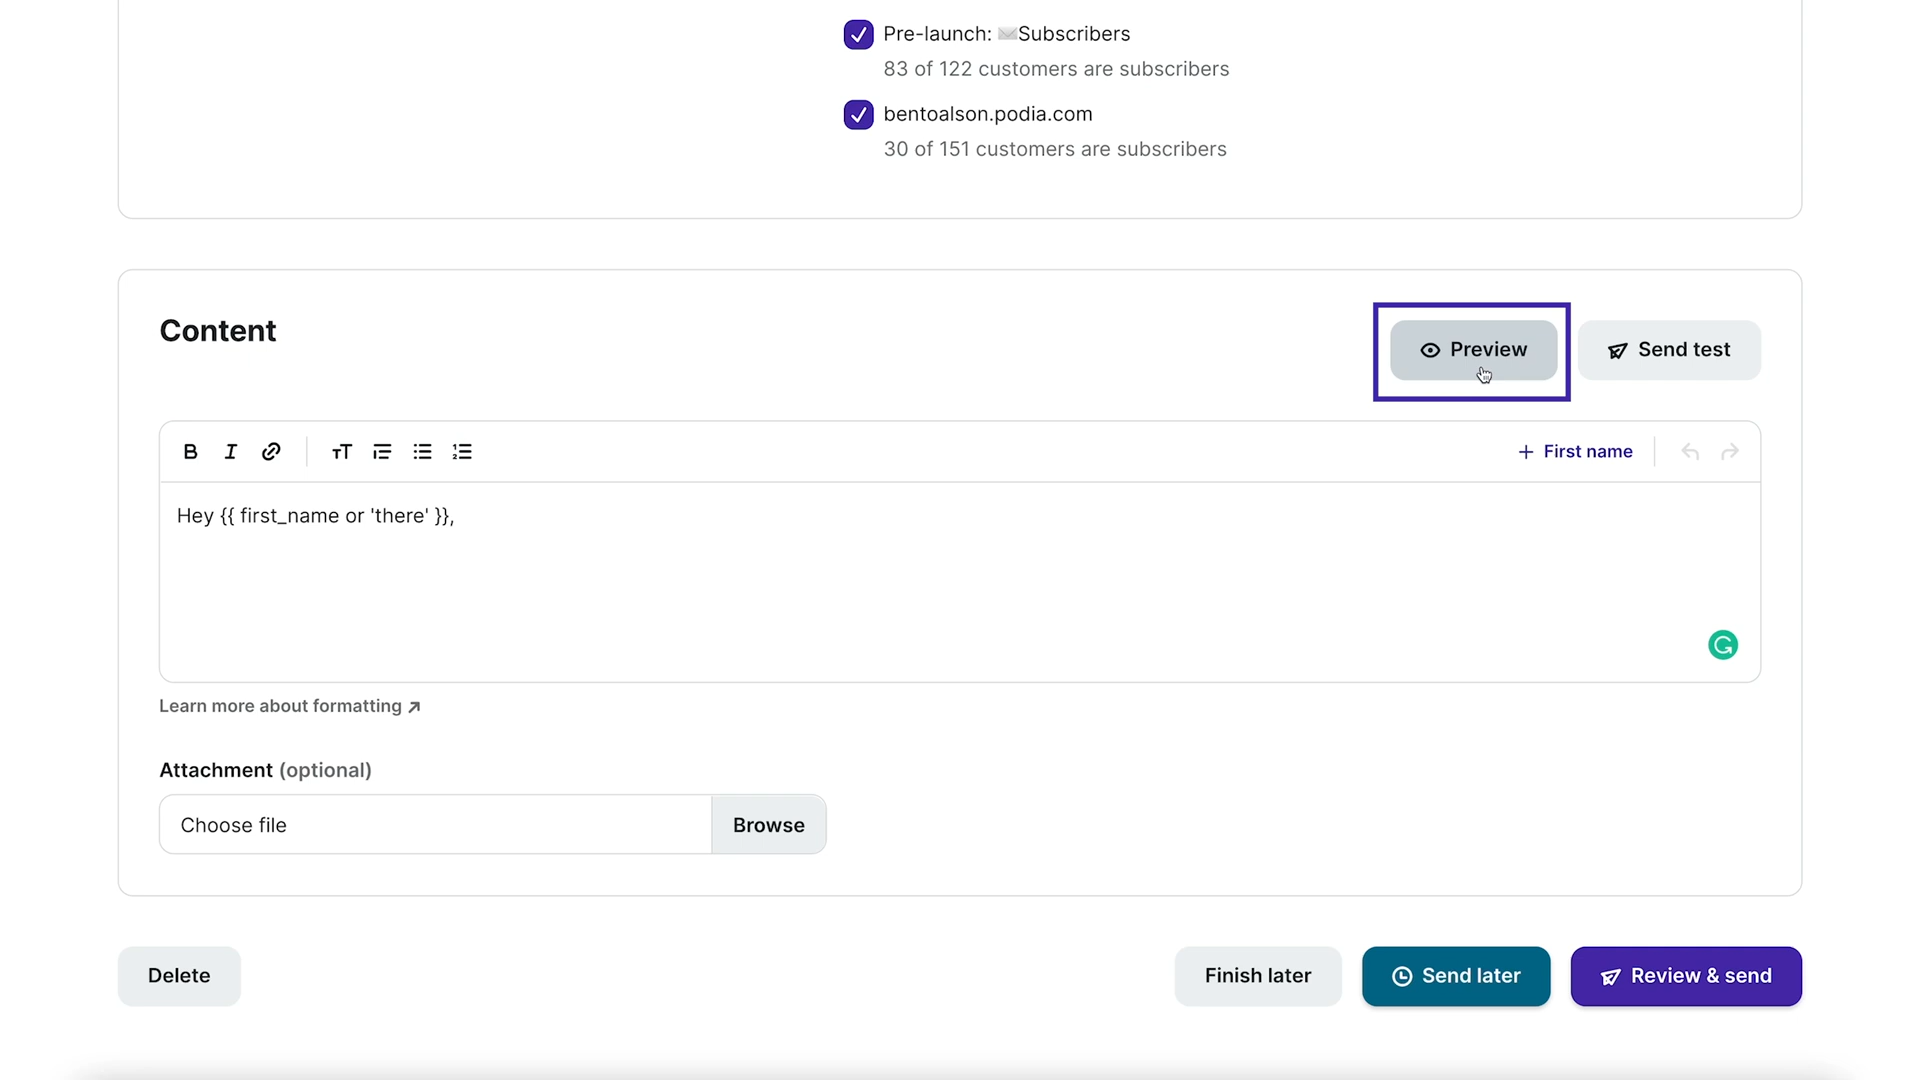 Pre-launch: ✉Subscribers
83 of 122 customers are subscribers
bentoalson.podia.com
30 of 151 customers are subscribers
Content
Preview
Send test
B I
TT
+ First name
Hey {{ first_name or 'there' }},
Learn more about formatting ↗
Attachment (optional)
Choose file
Browse
Delete
Finish later
Send later
Review & send